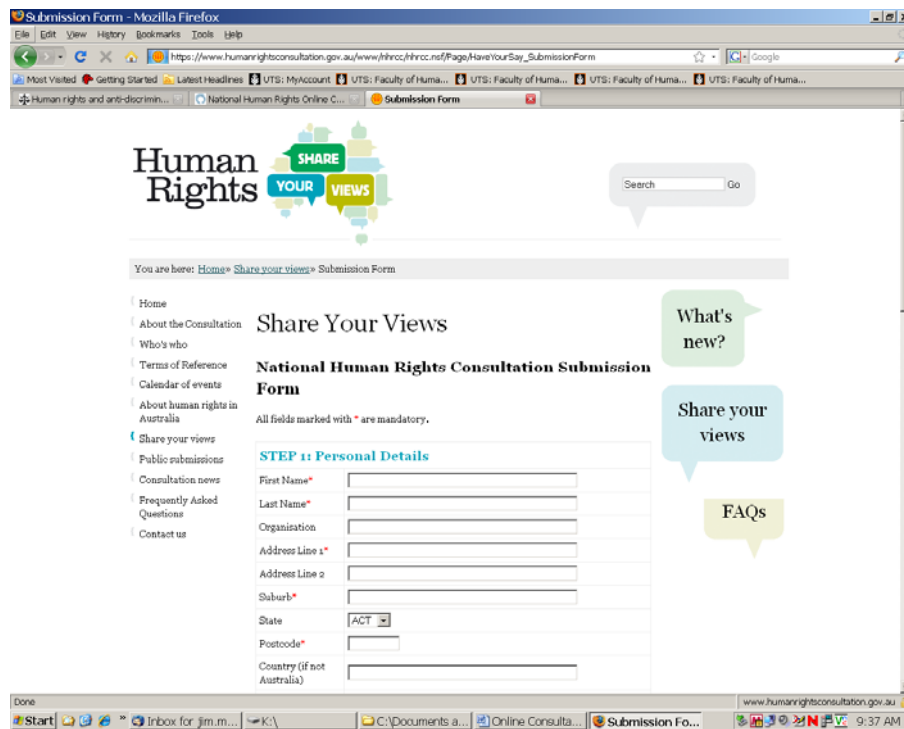 Submission Form - Mozilla Firefox
File Edit View History Bookmarks Tools Help
https://www.humanrightsconsultation.gov.au/www/nhrcc/nhrcc.nsf/Page/HaveYourSay_SubmissionForm
Google
Most Visited Getting Started Latest Headlines UTS: MyAccount UTS: Faculty of Huma... UTS: Faculty of Huma... UTS: Faculty of Huma... UTS: Faculty of Huma...
Human rights and anti-discrimin... National Human Rights Online C... Submission Form
Human Rights
SHARE
YOUR VIEWS
Search Go
You are here: Home» Share your views» Submission Form
Home
About the Consultation
Who's who
Terms of Reference
Calendar of events
About human rights in
Australia
Share your views
Public submissions
Consultation news
Frequently Asked
Questions
Contact us
Share Your Views
National Human Rights Consultation Submission
Form
All fields marked with * are mandatory.
STEP 1: Personal Details
First Name*
Last Name*
Organisation
Address Line 1*
Address Line 2
Suburb*
State ACT
Postcode*
Country (if not
Australia)
What's
new?
Share your
views
FAQs
Done
www.humanrightsconsultation.gov.au
Start Inbox for jim.m... K:\ C:\Documents a... Online Consulta... Submission Fo... 9:37 AM